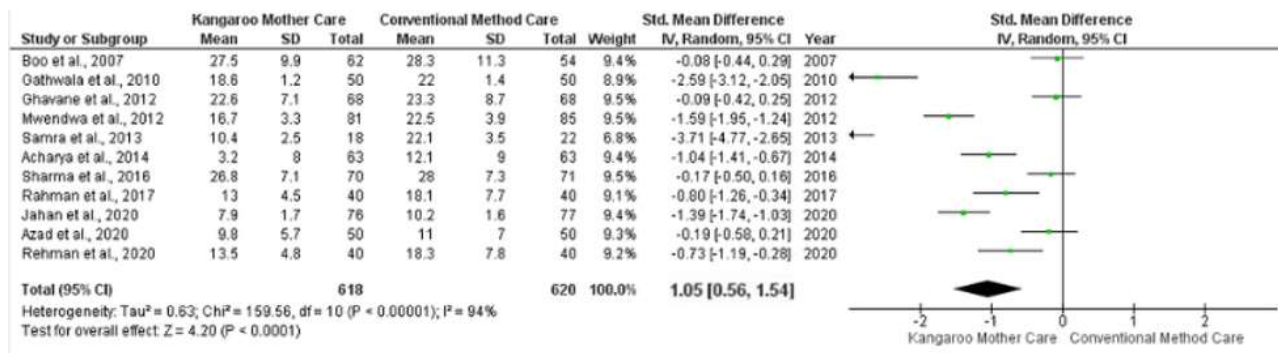 Kangaroo Mother Care Conventional Method Care Std. Mean Difference Std. Mean Difference
Study or Subgroup Mean SD Total Mean SD Total Weight IV, Random, 95% CI Year IV, Random, 95% CI
Boo et al., 2007 27.5 9.9 62 28.3 11.3 54 9.4% -0.08 [-0.44, 0.29] 2007
Gathwala et al., 2010 18.6 1.2 50 22 1.4 50 8.9% -2.59 [-3.12, -2.05] 2010
Ghavane et al., 2012 22.6 7.1 68 23.3 8.7 68 9.5% -0.09 [-0.42, 0.25] 2012
Mwendwa et al., 2012 16.7 3.3 81 22.5 3.9 85 9.4% -1.59 [-1.95, -1.24] 2012
Samra et al., 2013 10.4 2.5 18 22.1 3.5 22 6.8% -3.71 [-4.77, -2.65] 2013
Acharya et al., 2014 3.2 8 63 12.1 9 63 9.4% -1.04 [-1.41, -0.67] 2014
Sharma et al., 2016 26.8 7.1 70 28 7.3 71 9.5% -0.17 [-0.50, 0.16] 2016
Rahman et al., 2017 13 4.5 40 18.1 7.7 40 9.1% -0.80 [-1.26, -0.34] 2017
Jahan et al., 2020 7.9 1.7 76 10.2 1.6 77 9.4% -1.39 [-1.74, -1.03] 2020
Azad et al., 2020 9.8 5.7 50 11 7 50 9.3% -0.19 [-0.58, 0.21] 2020
Rehman et al., 2020 13.5 4.8 40 18.3 7.8 40 9.2% -0.73 [-1.19, -0.28] 2020
Total (95% CI) 618 620 100.0% 1.05 [0.56, 1.54]
Heterogeneity: Tau² = 0.63; Chi² = 159.56, df = 10 (P < 0.00001); I² = 94%
Test for overall effect: Z = 4.20 (P < 0.0001)
-2 -1 0 1 2
Kangaroo Mother Care Conventional Method Care